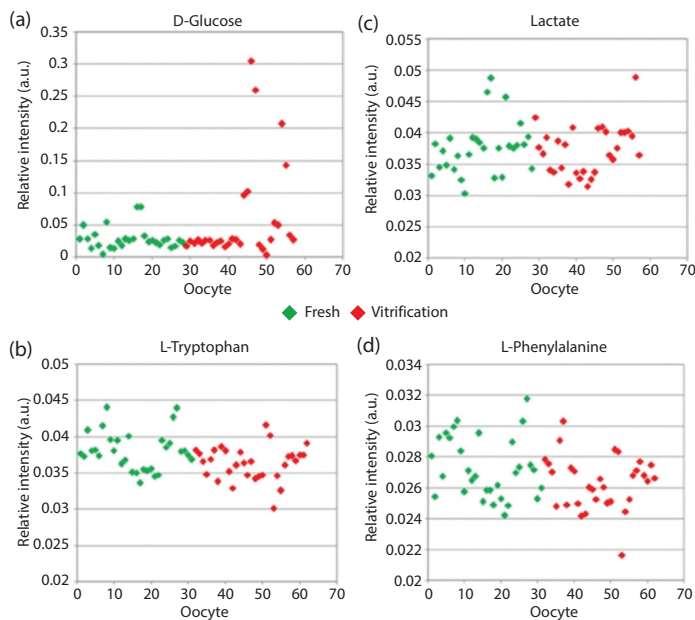 (a)
D-Glucose
Relative intensity (a.u.)
0.35
0.3
0.25
0.2
0.15
0.1
0.05
0
0 10 20 30 40 50 60 70
Oocyte
(c)
Lactate
Relative intensity (a.u.)
0.055
0.05
0.045
0.04
0.035
0.03
0.025
0.02
0 10 20 30 40 50 60 70
Oocyte
Fresh Vitrification
(b)
L-Tryptophan
Relative intensity (a.u.)
0.05
0.045
0.04
0.035
0.03
0.025
0.02
0 10 20 30 40 50 60 70
Oocyte
(d)
L-Phenylalanine
Relative intensity (a.u.)
0.034
0.032
0.03
0.028
0.026
0.024
0.022
0.02
0 10 20 30 40 50 60 70
Oocyte